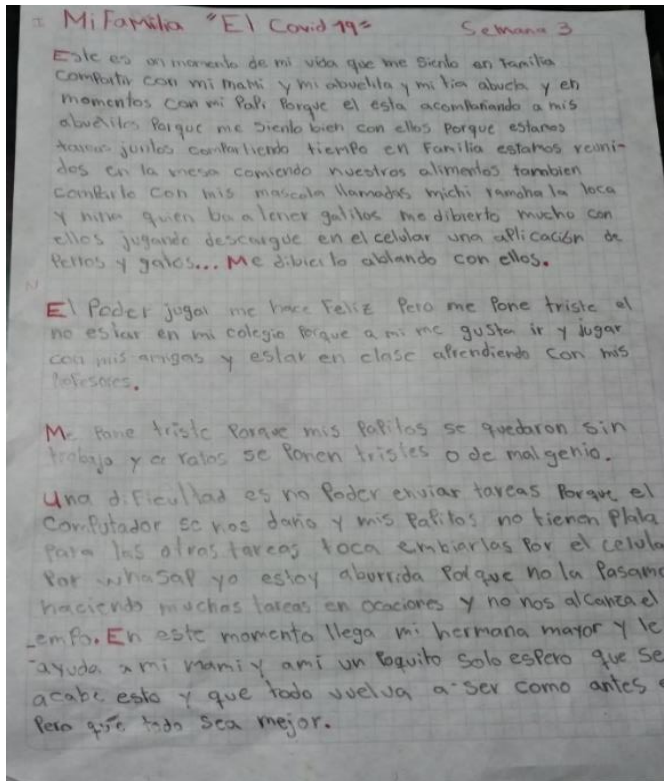 Mi Familia "El Covid 19"     Semana 3
Este es un momento de mi vida que me siento en familia
compartir con mi mami y mi abuelita y mi tia abuela y en
momentos con mi Papi Porque el esta acompañando a mis
abuelitos Porque me siento bien con ellos porque estamos
juntos compartiendo tiempo en Familia estamos reuni-
dos en la mesa comiendo nuestros alimentos tambien
comparto con mis mascota llamadas michi la loca
y nina quien ba a tener gatitos me dibierto mucho con
ellos jugando descargue en el celular una aplicación de
Perros y gatos... Me dibierto ablando con ellos.
El Poder jugar me hace Feliz Pero me Pone triste el
no estar en mi colegio Porque a mi me gusta ir y jugar
con mis amigas y estar en clase aprendiendo con mis
Profesores.
Me Pone triste Porque mis PaPitos se quedaron sin
trabajo y a ratos se Ponen tristes o de mal genio.
Una dificultad es no Poder enviar tareas Porque el
computador se nos daño y mis PaPitos no tienen Plata
Para las otras tareas toca embiarlas Por el celula
Por WhaSaP yo estoy aburrida Porque no la Pasamo
haciendo muchas tareas en ocaciones y no nos alcanza el
emPo. En este momento llega mi hermana mayor y le
ayuda a mi mami y ami un Poquito solo espero que se
acabe esto y que todo vuelva a ser como antes
Pero que todo sea mejor.